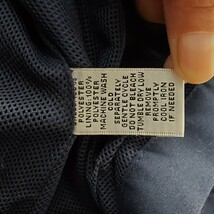 POLYESTER
LINING:100%
POLYESTER
MACHINE WASH
COLD
SEPARATELY
GENTLE CYCLE
DO NOT BLEACH
TUMBLE DRY LOW
REMOVE
PROMPTLY
COOL IRON
IF NEEDED